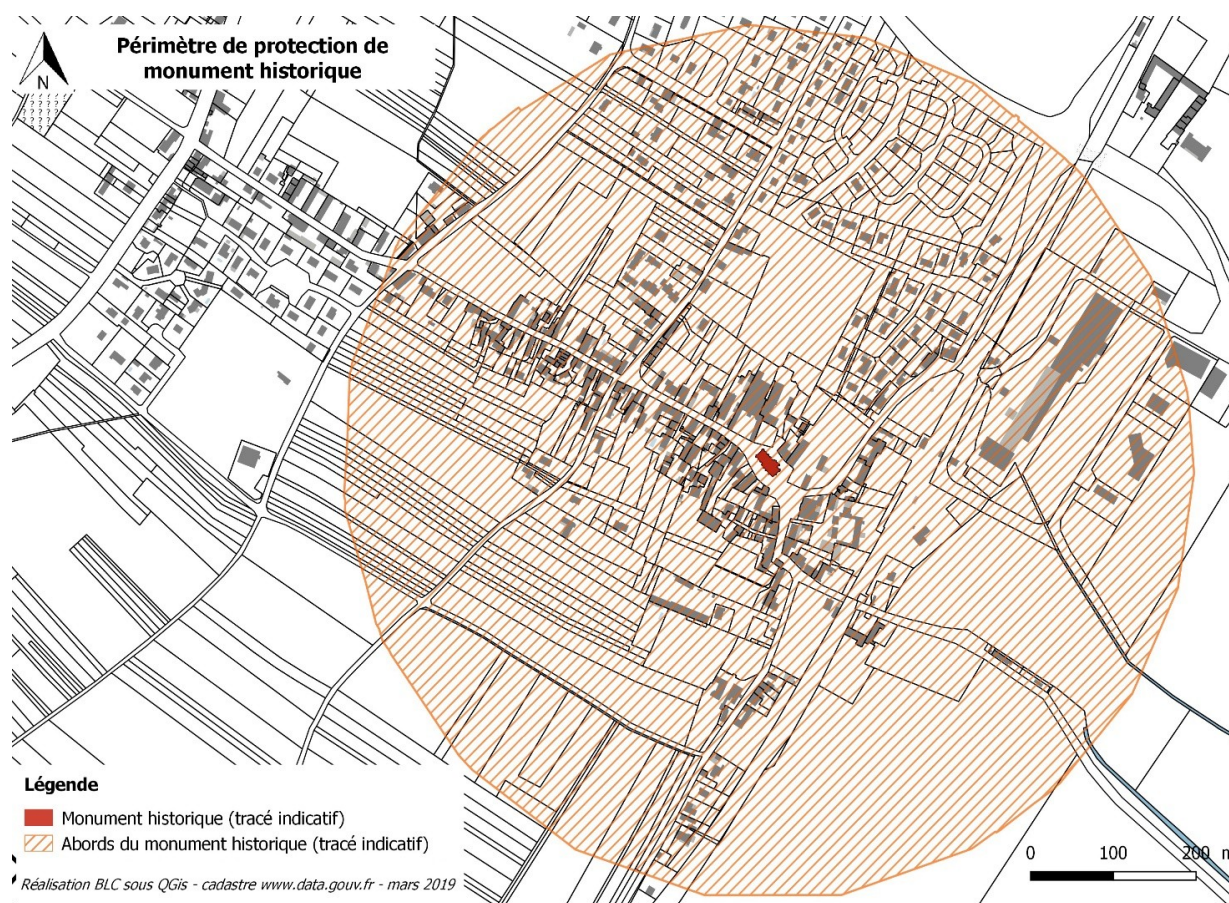 Périmètre de protection de
monument historique
N
Légende
Monument historique (tracé indicatif)
Abords du monument historique (tracé indicatif)
Réalisation BLC sous QGis - cadastre www.data.gouv.fr - mars 2019
0 100 200 m